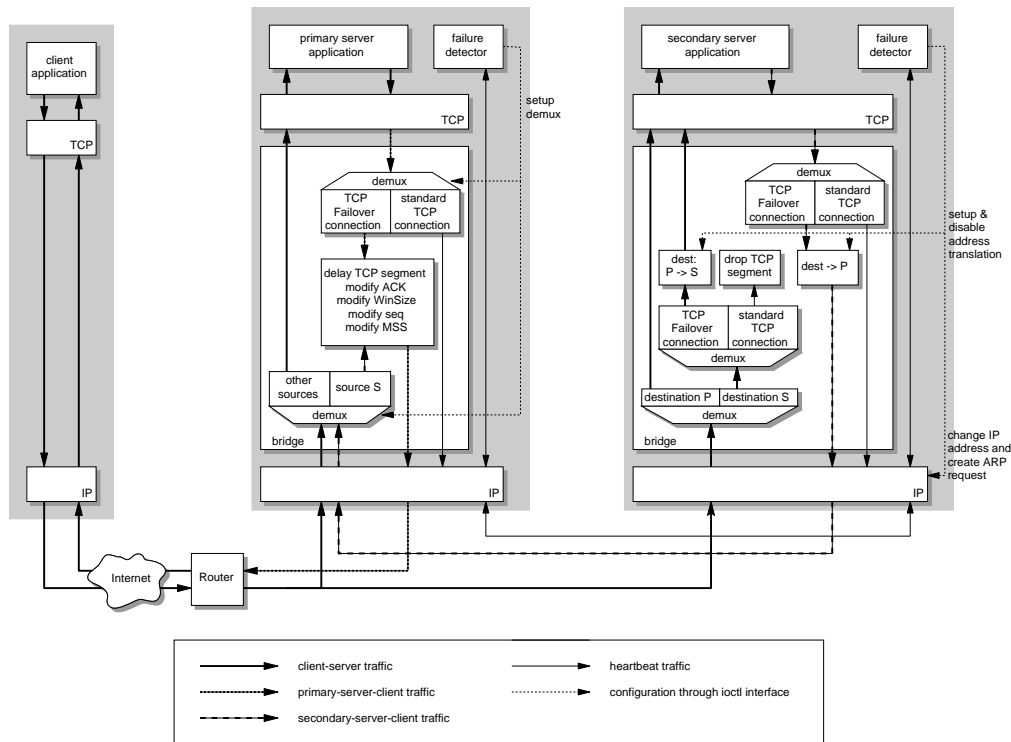 client
application
TCP
IP
primary server
application
failure
detector
setup
demux
TCP
demux
TCP
Failover
connection
standard
TCP
connection
delay TCP segment
modify ACK
modify WinSize
modify seq
modify MSS
other
sources
source S
demux
bridge
IP
secondary server
application
failure
detector
TCP
demux
TCP
Failover
connection
standard
TCP
connection
setup &
disable
address
translation
dest:
P -> S
drop TCP
segment
dest -> P
TCP
Failover
connection
standard
TCP
connection
demux
destination P
destination S
demux
bridge
change IP
address and
create ARP
request
IP
Internet
Router
client-server traffic
heartbeat traffic
primary-server-client traffic
configuration through ioctl interface
secondary-server-client traffic